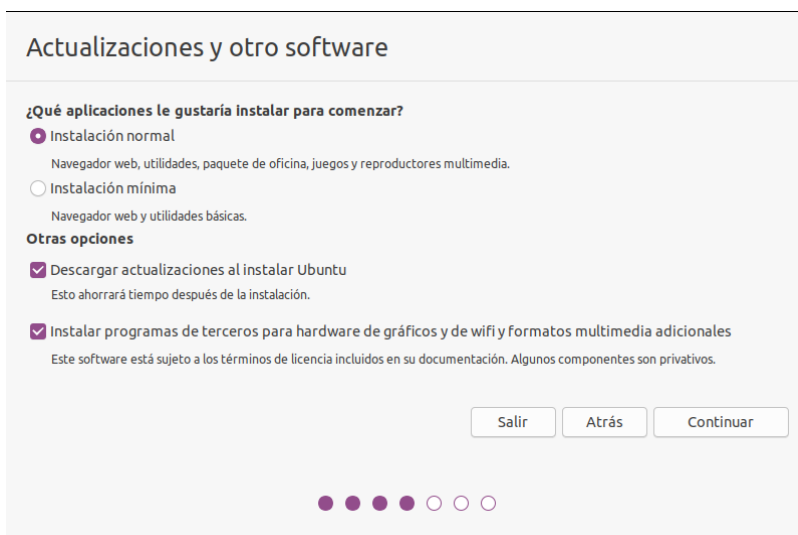 Actualizaciones y otro software
¿Qué aplicaciones le gustaría instalar para comenzar?
Instalación normal
Navegador web, utilidades, paquete de oficina, juegos y reproductores multimedia.
Instalación mínima
Navegador web y utilidades básicas.
Otras opciones
Descargar actualizaciones al instalar Ubuntu
Esto ahorrará tiempo después de la instalación.
Instalar programas de terceros para hardware de gráficos y de wifi y formatos multimedia adicionales
Este software está sujeto a los términos de licencia incluidos en su documentación. Algunos componentes son privativos.
Salir Atrás Continuar